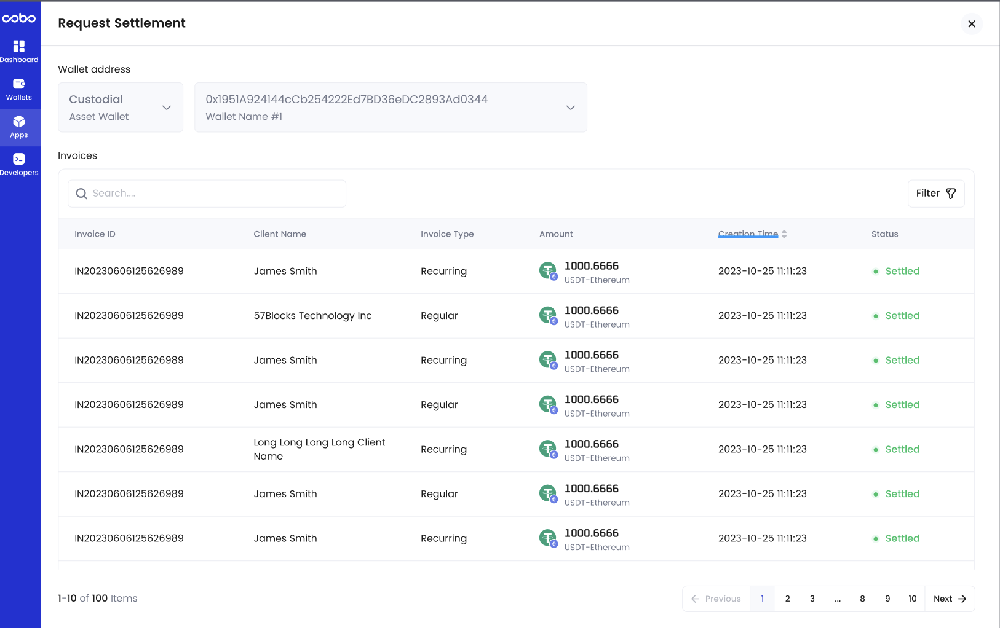 cobo
Request Settlement
Dashboard
Wallets
Apps
Developers
Wallet address
Custodial
Asset Wallet
0x1951A924144cCb254222Ed7BD36eDC2893Ad0344
Wallet Name #1
Invoices
Search....
Filter
Invoice ID Client Name Invoice Type Amount Creation Time Status
IN20230606125626989 James Smith Recurring 1000.6666 2023-10-25 11:11:23 Settled
USDT-Ethereum
IN20230606125626989 57Blocks Technology Inc Regular 1000.6666 2023-10-25 11:11:23 Settled
USDT-Ethereum
IN20230606125626989 James Smith Recurring 1000.6666 2023-10-25 11:11:23 Settled
USDT-Ethereum
IN20230606125626989 James Smith Regular 1000.6666 2023-10-25 11:11:23 Settled
USDT-Ethereum
IN20230606125626989 Long Long Long Long Client Name Recurring 1000.6666 2023-10-25 11:11:23 Settled
USDT-Ethereum
IN20230606125626989 James Smith Regular 1000.6666 2023-10-25 11:11:23 Settled
USDT-Ethereum
IN20230606125626989 James Smith Recurring 1000.6666 2023-10-25 11:11:23 Settled
USDT-Ethereum
1-10 of 100 Items
Previous 1 2 3 ... 8 9 10 Next